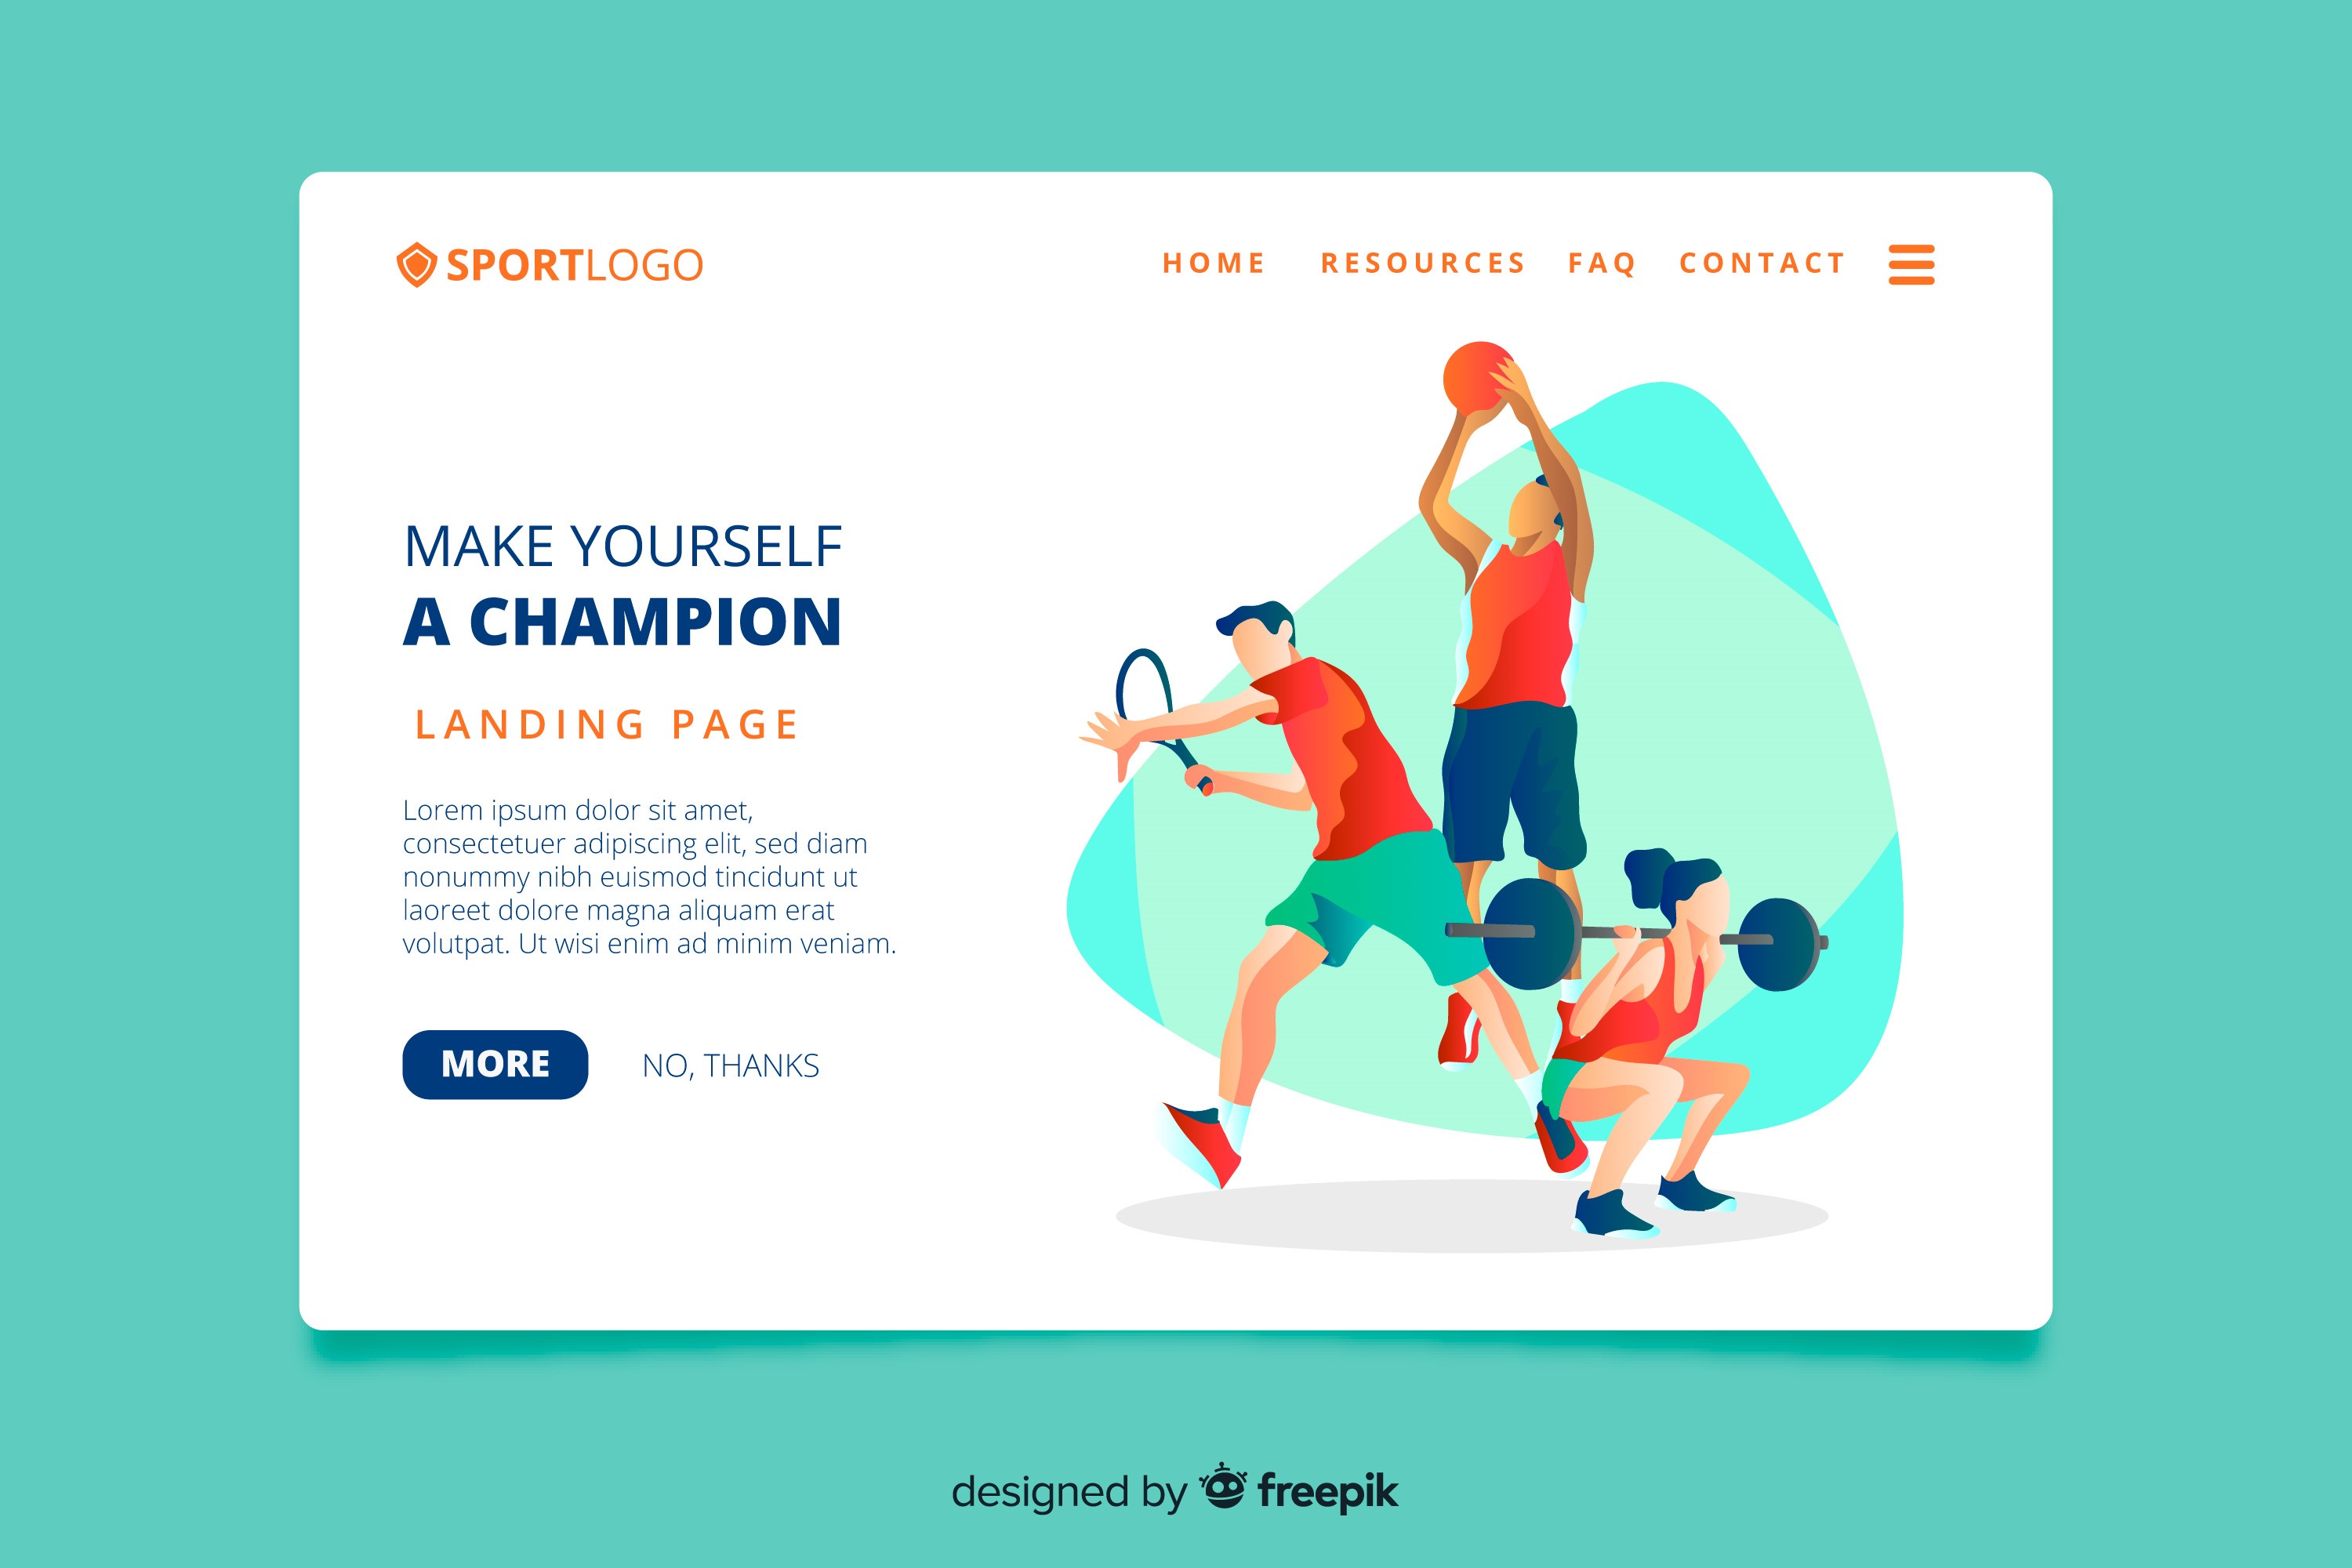 SPORTLOGO
HOME RESOURCES FAQ CONTACT
MAKE YOURSELF
A CHAMPION
LANDING PAGE
Lorem ipsum dolor sit amet,
consectetuer adipiscing elit, sed diam
nonummy nibh euismod tincidunt ut
laoreet dolore magna aliquam erat
volutpat. Ut wisi enim ad minim veniam.
MORE NO, THANKS
designed by freepik